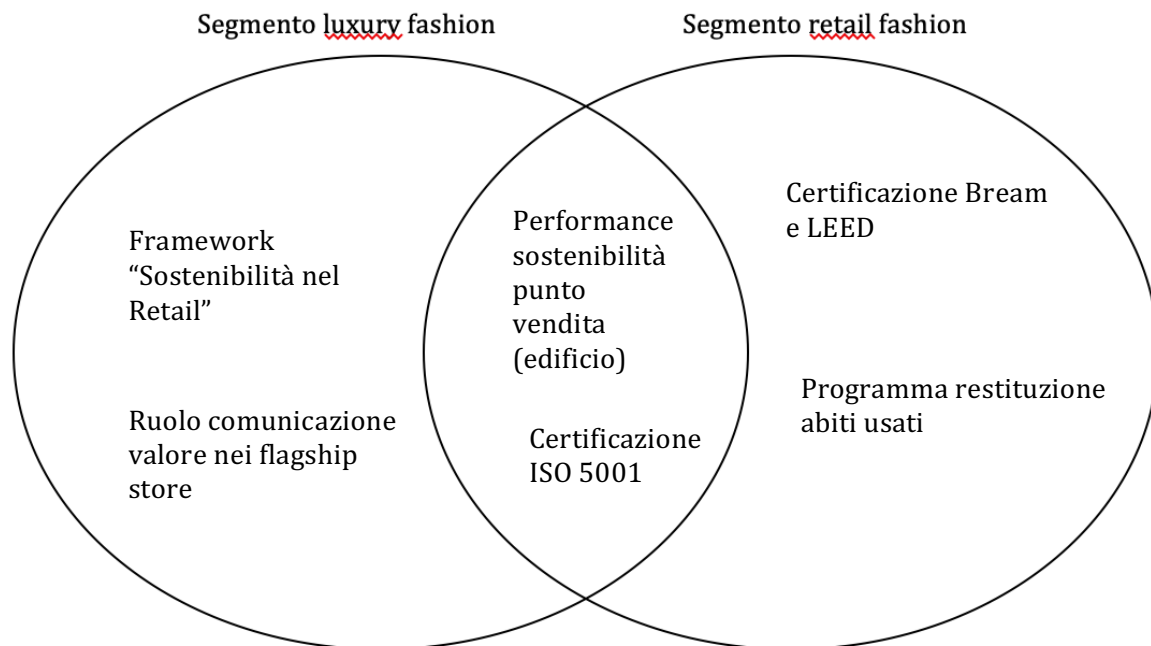 Segmento luxury fashion
Segmento retail fashion
Framework
“Sostenibilità nel
Retail”
Ruolo comunicazione
valore nei flagship
store
Performance
sostenibilità
punto
vendita
(edificio)
Certificazione
ISO 5001
Certificazione Bream
e LEED
Programma restituzione
abiti usati